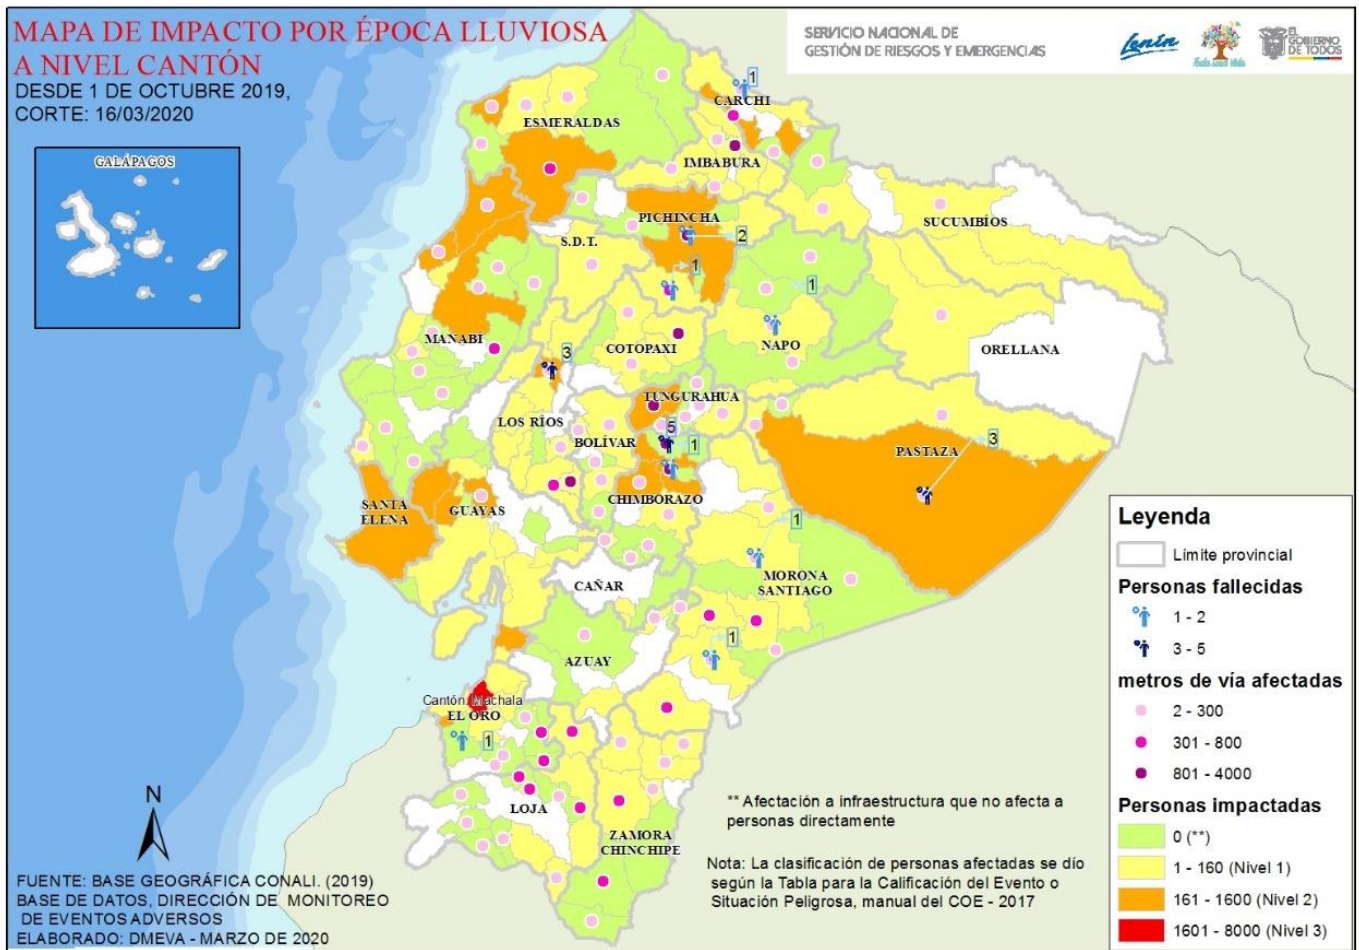 MAPA DE IMPACTO POR ÉPOCA LLUVIOSA
A NIVEL CANTÓN
DESDE 1 DE OCTUBRE 2019,
CORTE: 16/03/2020
SERVICIO NACIONAL DE
GESTIÓN DE RIESGOS Y EMERGENCIAS
Lenín
Toda una vida
EL
GOBIERNO
DE TODOS
GALÁPAGOS
1
CARCHI
ESMERALDAS
IMBABURA
SUCUMBÍOS
PICHINCHA
2
S.D.T.
1
1
MANABÍ
3
COTOPAXI
NAPO
ORELLANA
TUNGURAHUA
LOS RÍOS
5
BOLÍVAR
1
3
PASTAZA
SANTA
ELENA
GUAYAS
CHIMBORAZO
1
CAÑAR
MORONA
SANTIAGO
1
AZUAY
Cantón: Machala
EL ORO
1
LOJA
ZAMORA
CHINCHIPE
N
Leyenda
Límite provincial
Personas fallecidas
1 - 2
3 - 5
metros de vía afectadas
2 - 300
301 - 800
801 - 4000
Personas impactadas
0 (**)
1 - 160 (Nivel 1)
161 - 1600 (Nivel 2)
1601 - 8000 (Nivel 3)
** Afectación a infraestructura que no afecta a
personas directamente
Nota: La clasificación de personas afectadas se dío
según la Tabla para la Calificación del Evento o
Situación Peligrosa, manual del COE - 2017
FUENTE: BASE GEOGRÁFICA CONALI. (2019)
BASE DE DATOS, DIRECCIÓN DE MONITOREO
DE EVENTOS ADVERSOS
ELABORADO: DMEVA - MARZO DE 2020